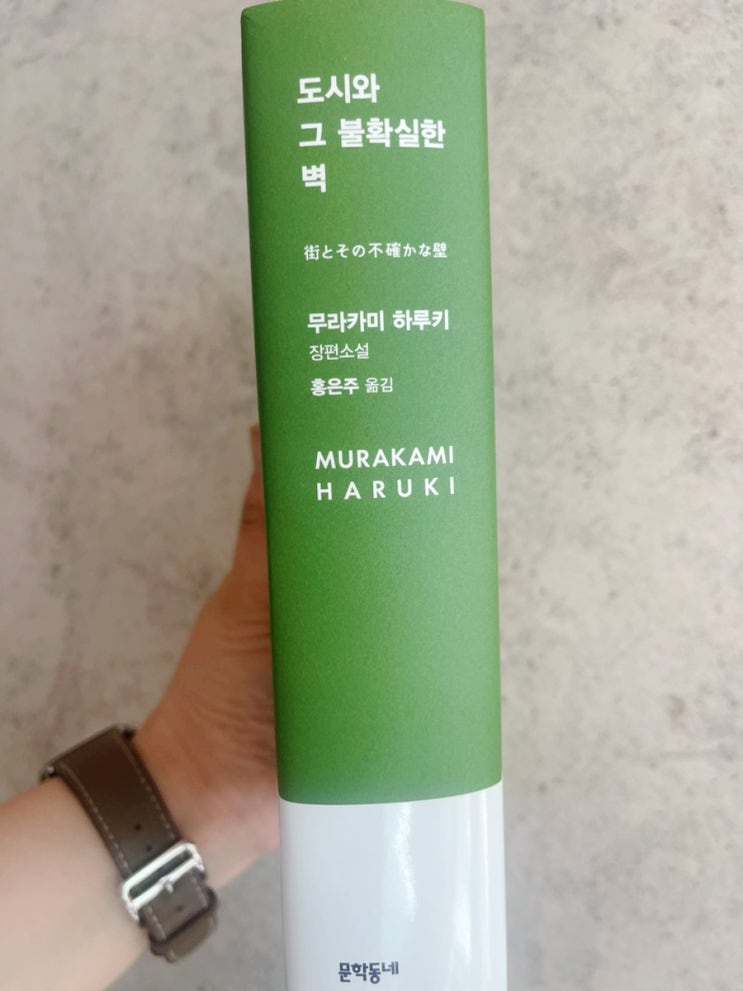 도시와
그 불확실한
벽
街とその不確かな壁
무라카미 하루키
장편소설
홍은주 옮김
MURAKAMI
HARUKI
문학동네